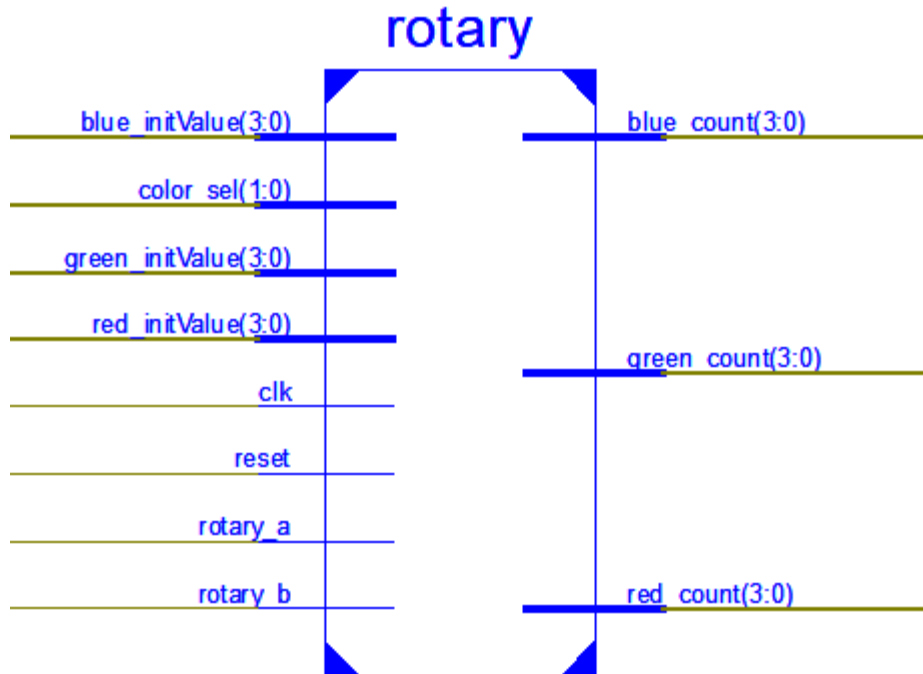 rotary
blue_initValue(3:0)
color_sel(1:0)
green_initValue(3:0)
red_initValue(3:0)
clk
reset
rotary_a
rotary_b
blue_count(3:0)
green_count(3:0)
red_count(3:0)